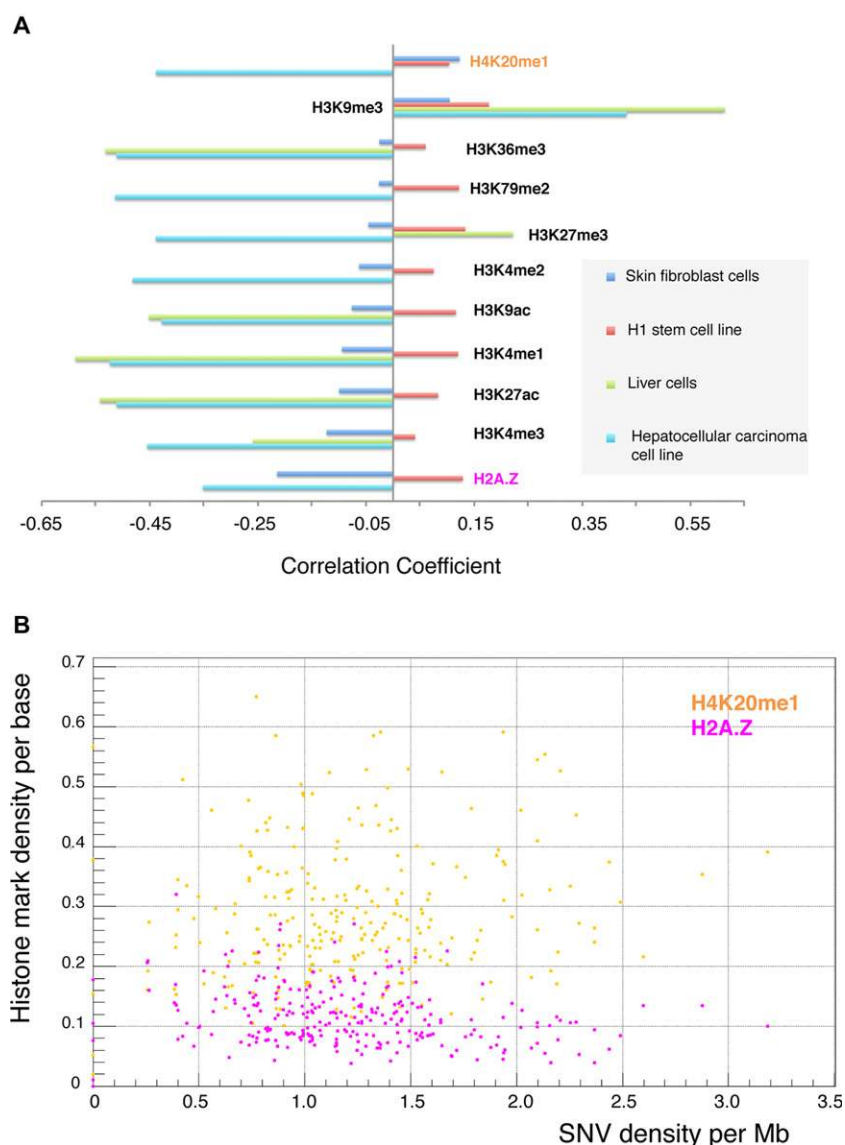 A
H4K20me1
H3K9me3
H3K36me3
H3K79me2
H3K27me3
H3K4me2
H3K9ac
H3K4me1
H3K27ac
H3K4me3
H2A.Z
Skin fibroblast cells
H1 stem cell line
Liver cells
Hepatocellular carcinoma
cell line
-0.65 -0.45 -0.25 -0.05 0.15 0.35 0.55
Correlation Coefficient
B
Histone mark density per base
0.7
0.6
0.5
0.4
0.3
0.2
0.1
0
H4K20me1
H2A.Z
0 0.5 1.0 1.5 2.0 2.5 3.0 3.5
SNV density per Mb